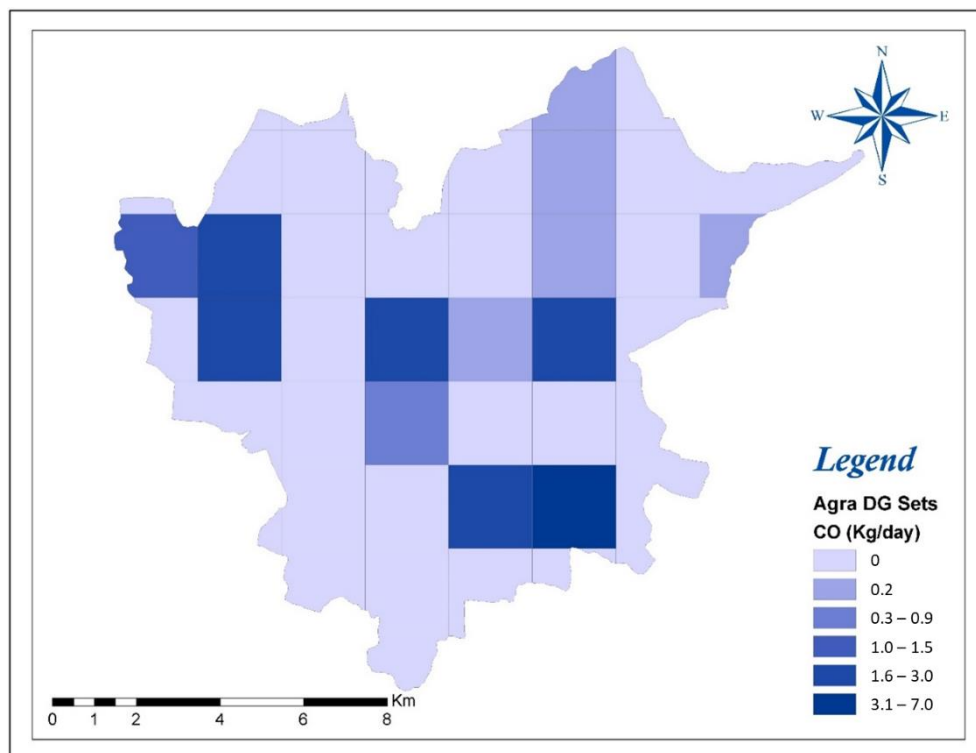 N
W
E
S
Legend
Agra DG Sets
CO (Kg/day)
0
0.2
0.3 – 0.9
1.0 – 1.5
1.6 – 3.0
3.1 – 7.0
Km
0 1 2 4 6 8